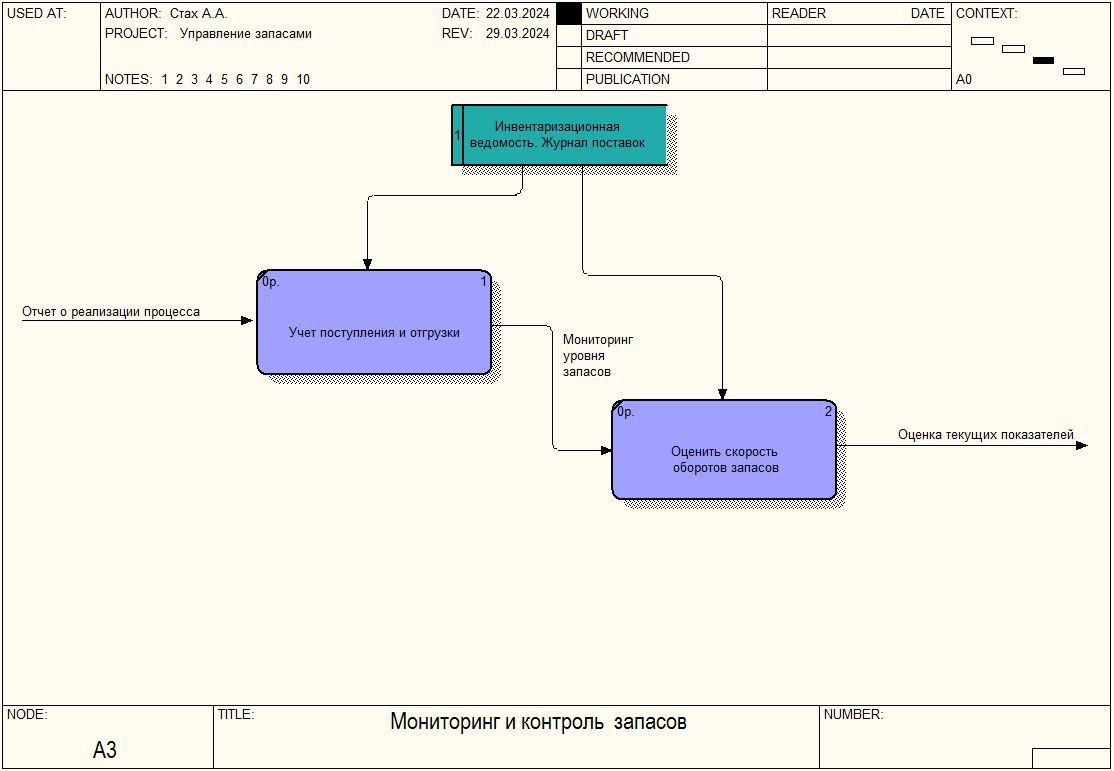 USED AT:
AUTHOR: Стах А.А.
DATE: 22.03.2024
PROJECT: Управление запасами
REV: 29.03.2024
NOTES: 1 2 3 4 5 6 7 8 9 10
WORKING
DRAFT
RECOMMENDED
PUBLICATION
READER DATE
CONTEXT:
A0
1
Инвентаризационная
ведомость. Журнал поставок
0р. 1
Отчет о реализации процесса
Учет поступления и отгрузки
Мониторинг
уровня
запасов
0р. 2
Оценить скорость
оборотов запасов
Оценка текущих показателей
NODE:
A3
TITLE:
Мониторинг и контроль запасов
NUMBER: